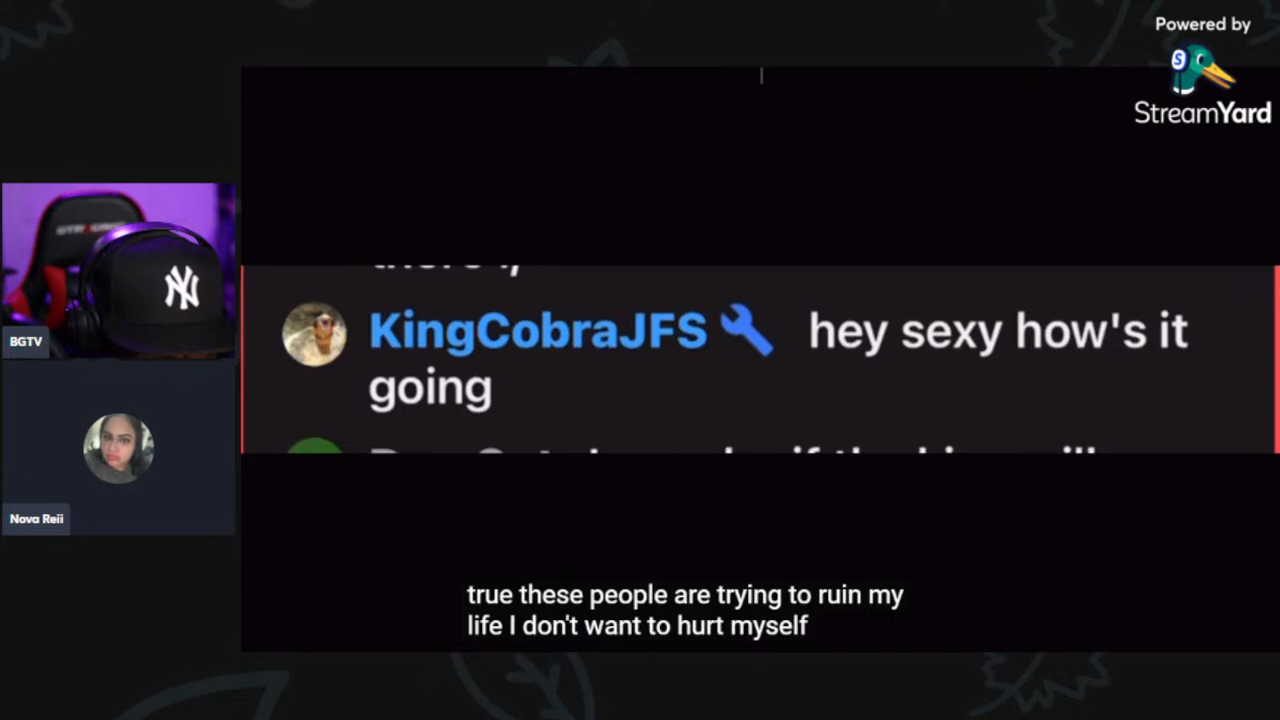 Powered by
StreamYard
BGTV
Nova Reii
KingCobraJFS hey sexy how's it
going
true these people are trying to ruin my
life I don't want to hurt myself